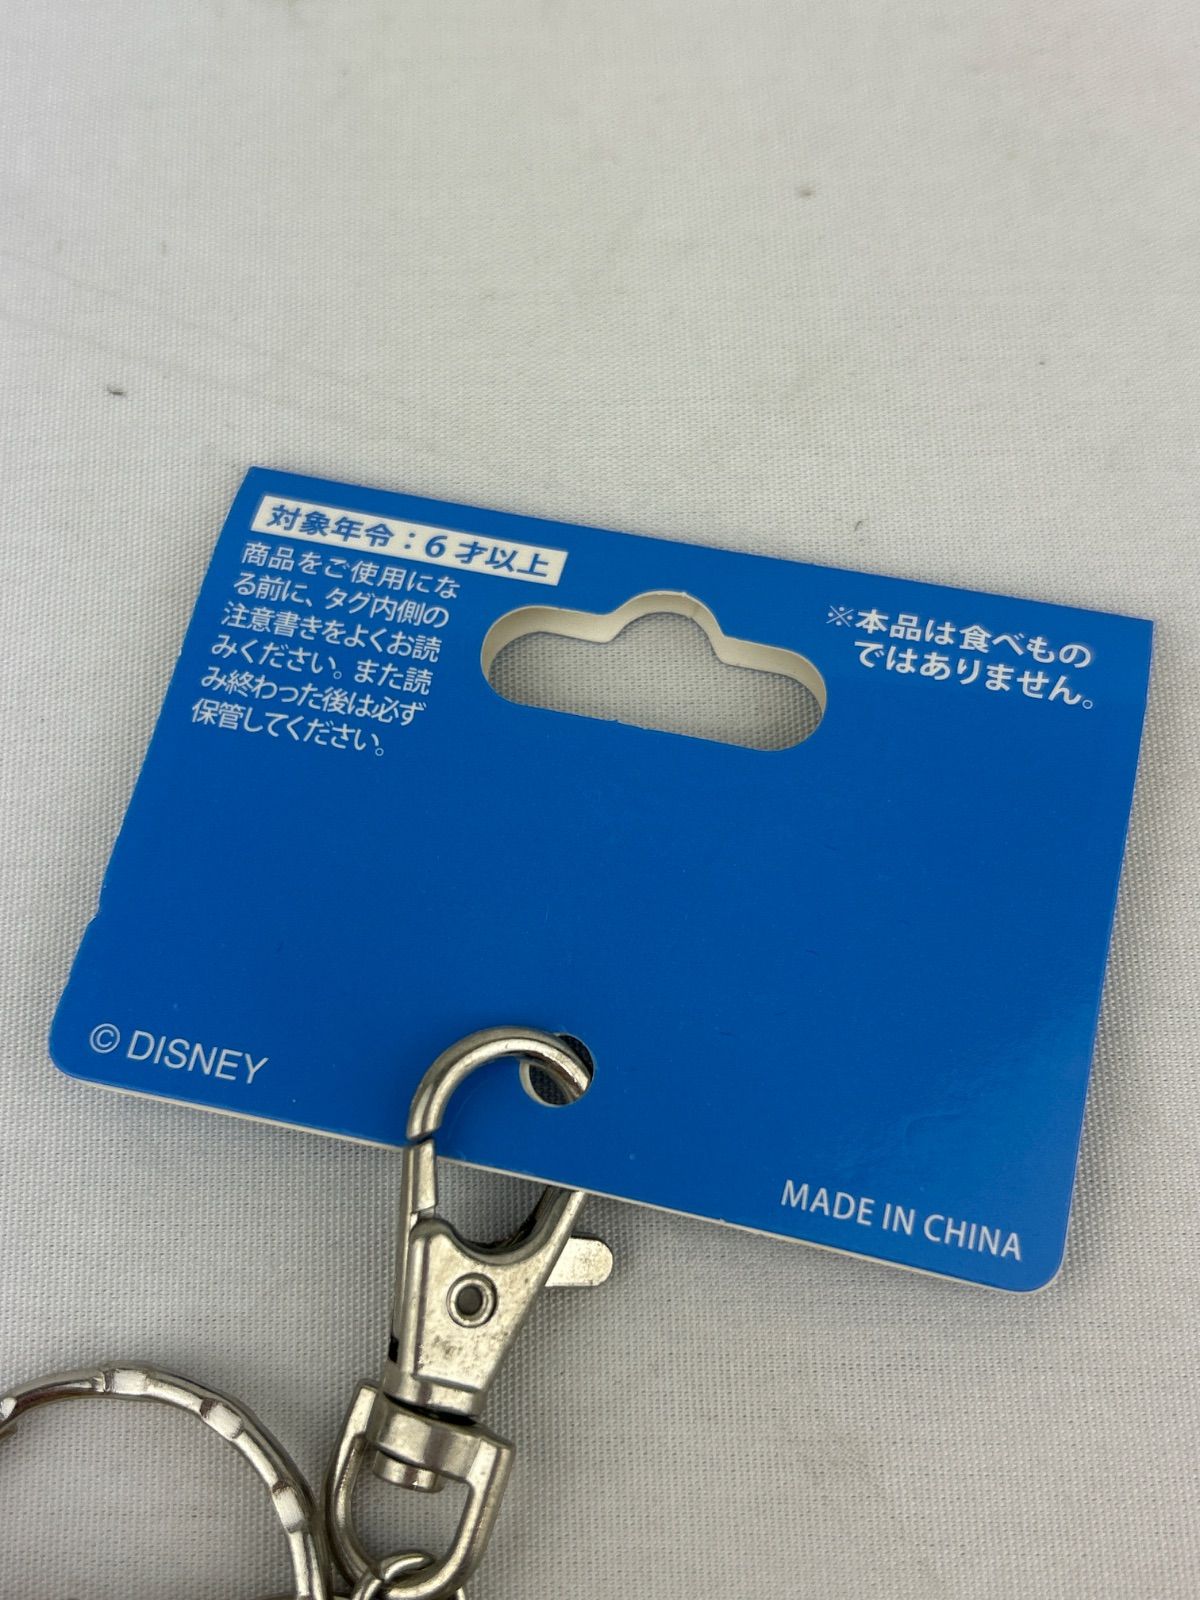 対象年令：6才以上
商品をご使用にな
る前に、タグ内側の
注意書きをよくお読
みください。また読
み終わった後は必ず
保管してください。
※本品は食べもの
ではありません。
© DISNEY
MADE IN CHINA